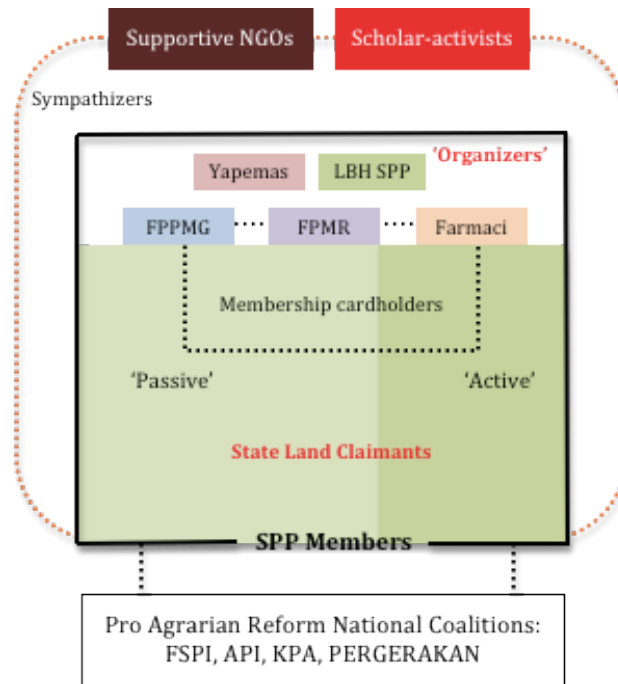 Supportive NGOs
Scholar-activists
Sympathizers
'Organizers'
Yapemas
LBH SPP
FPPMG
FPMR
Farmaci
Membership cardholders
'Passive'
'Active'
State Land Claimants
SPP Members
Pro Agrarian Reform National Coalitions:
FSPI, API, KPA, PERGERAKAN